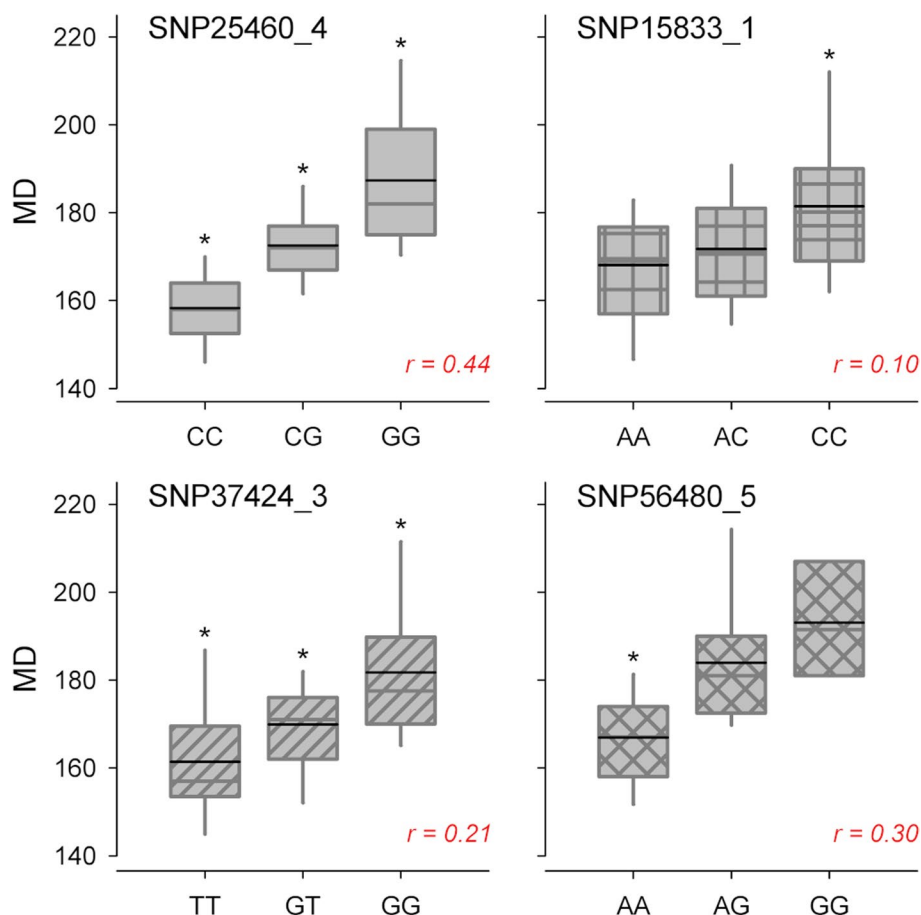 SNP25460_4
SNP15833_1
MD
220
200
180
160
140
*
*
*
r = 0.44
CC CG GG
*
r = 0.10
AA AC CC
SNP37424_3
SNP56480_5
MD
220
200
180
160
140
*
*
*
r = 0.21
TT GT GG
*
r = 0.30
AA AG GG